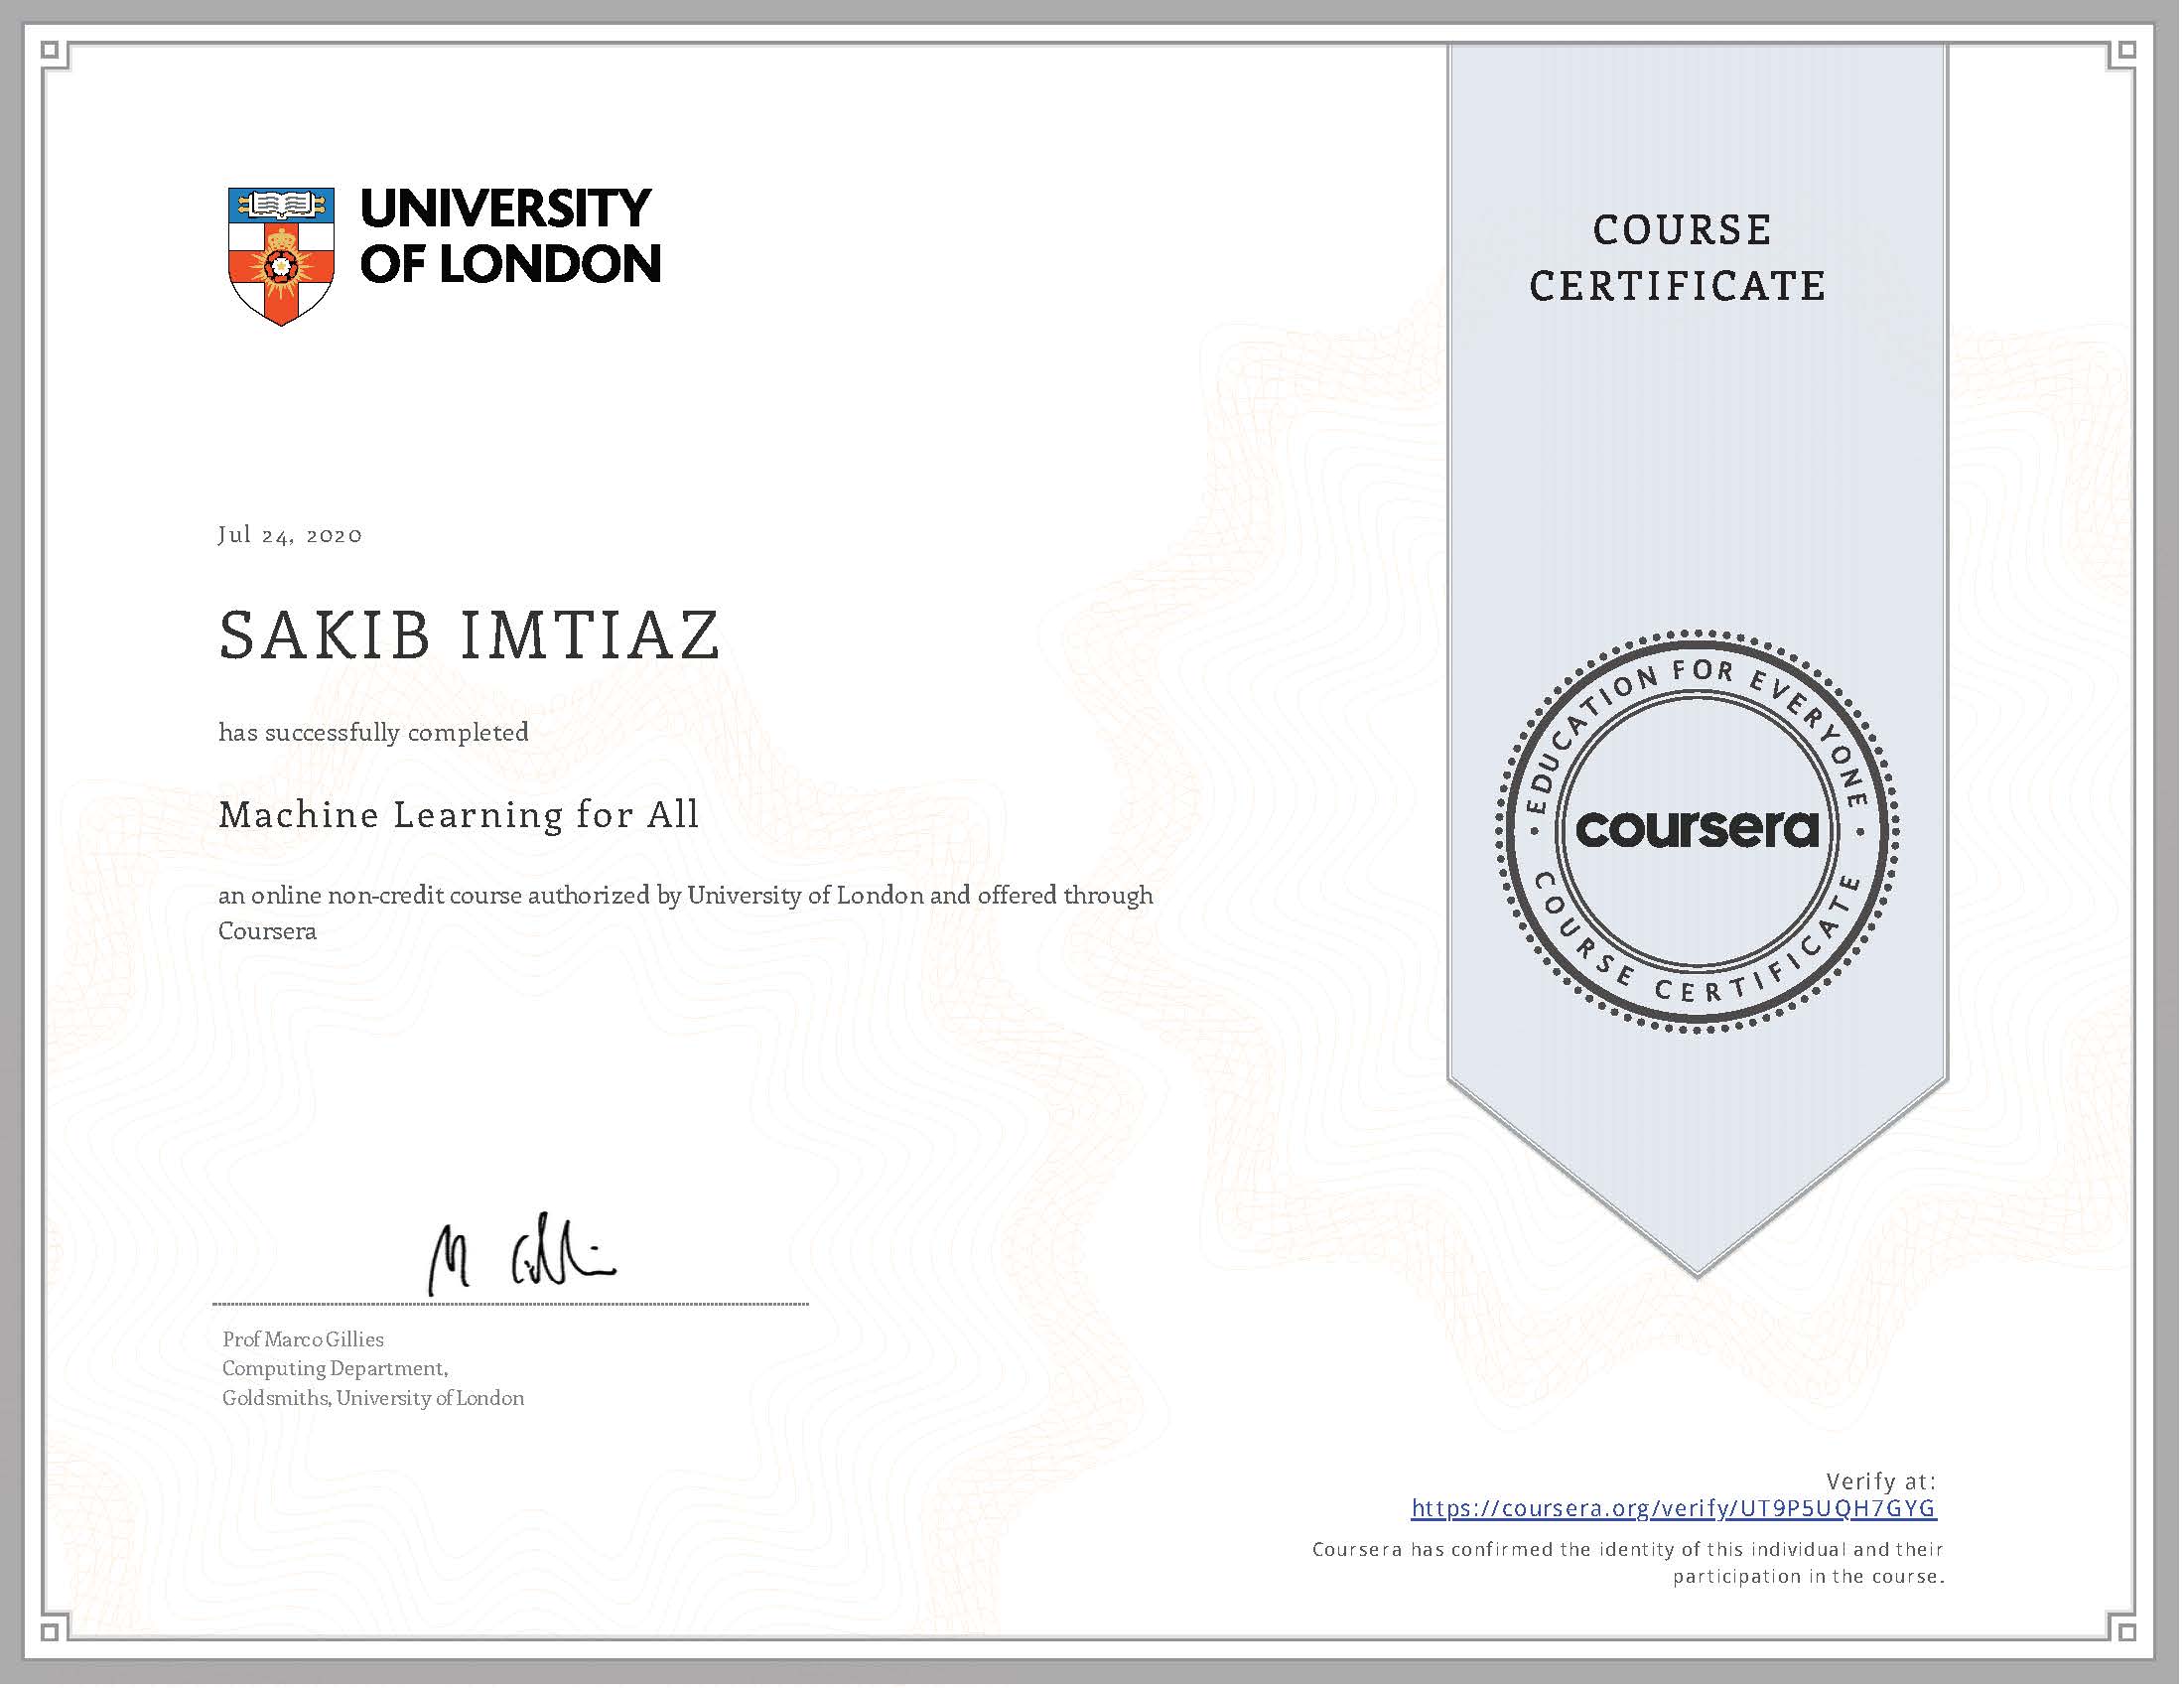 UNIVERSITY
OF LONDON
COURSE
CERTIFICATE
Jul 24, 2020
SAKIB IMTIAZ
has successfully completed
Machine Learning for All
an online non-credit course authorized by University of London and offered through
Coursera
EDUCATION FOR EVERYONE
coursera
COURSE CERTIFICATE
M Gilli
Prof Marco Gillies
Computing Department,
Goldsmiths, University of London
Verify at:
https://coursera.org/verify/UT9P5UQH7GYG
Coursera has confirmed the identity of this individual and their
participation in the course.